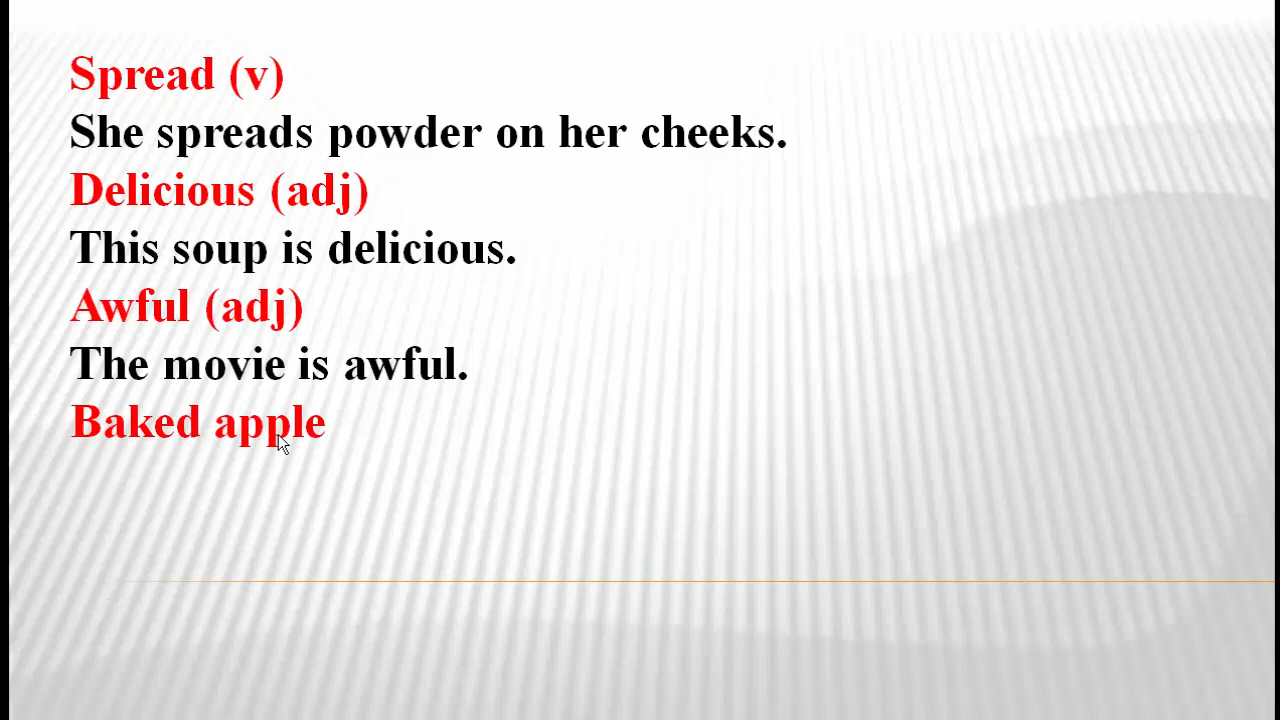 Spread (v)
She spreads powder on her cheeks.
Delicious (adj)
This soup is delicious.
Awful (adj)
The movie is awful.
Baked apple